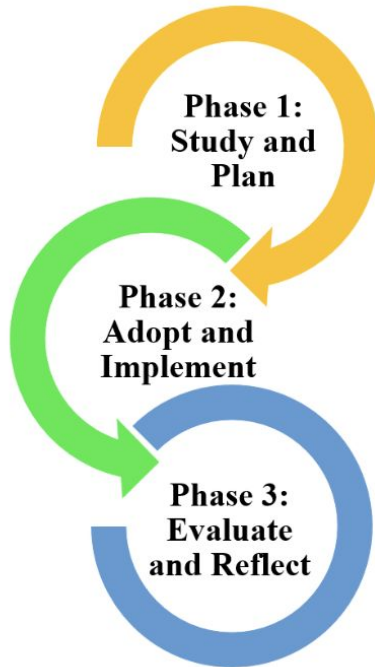 Phase 1:
Study and
Plan
Phase 2:
Adopt and
Implement
Phase 3:
Evaluate
and Reflect